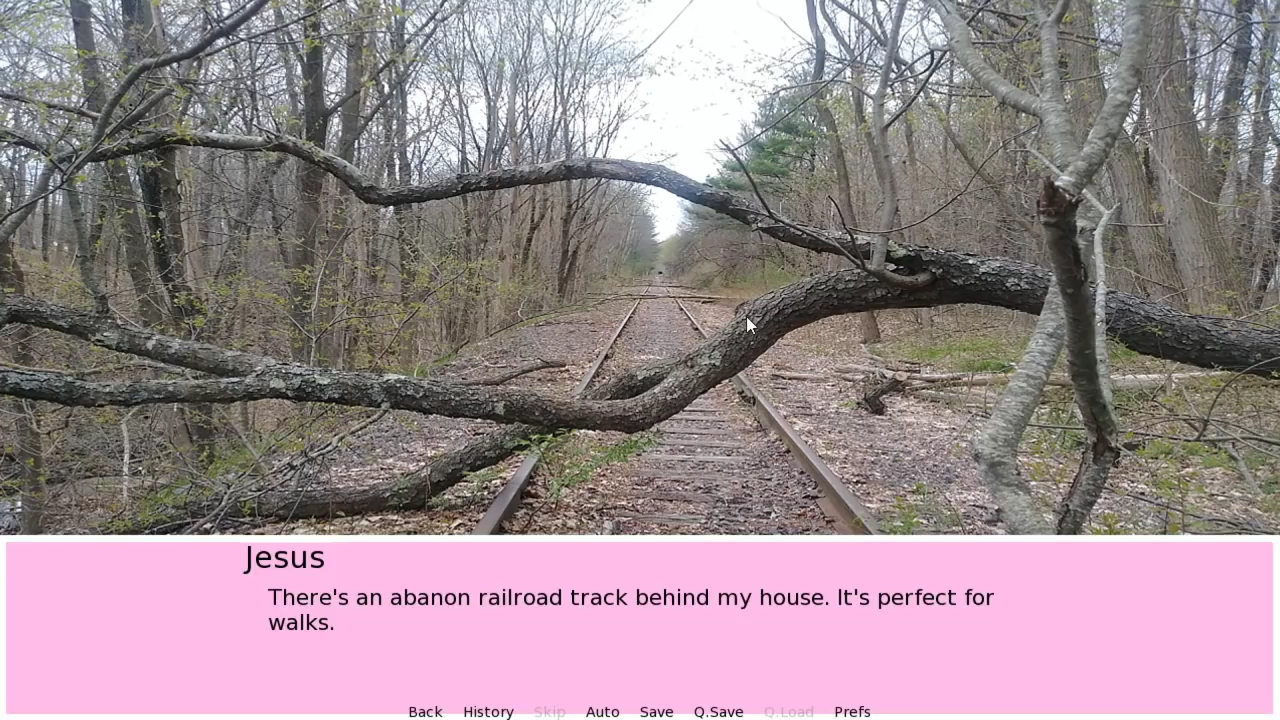 Jesus
There's an abanon railroad track behind my house. It's perfect for
walks.
Back History Skip Auto Save Q.Save Q.Load Prefs